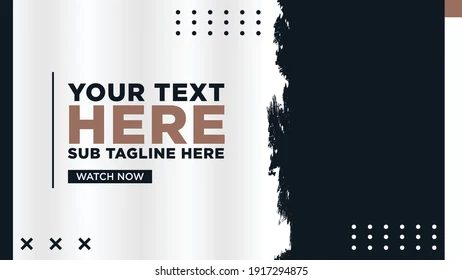 YOUR TEXT
HERE
SUB TAGLINE HERE
WATCH NOW
shutterstock.com · 1917294875